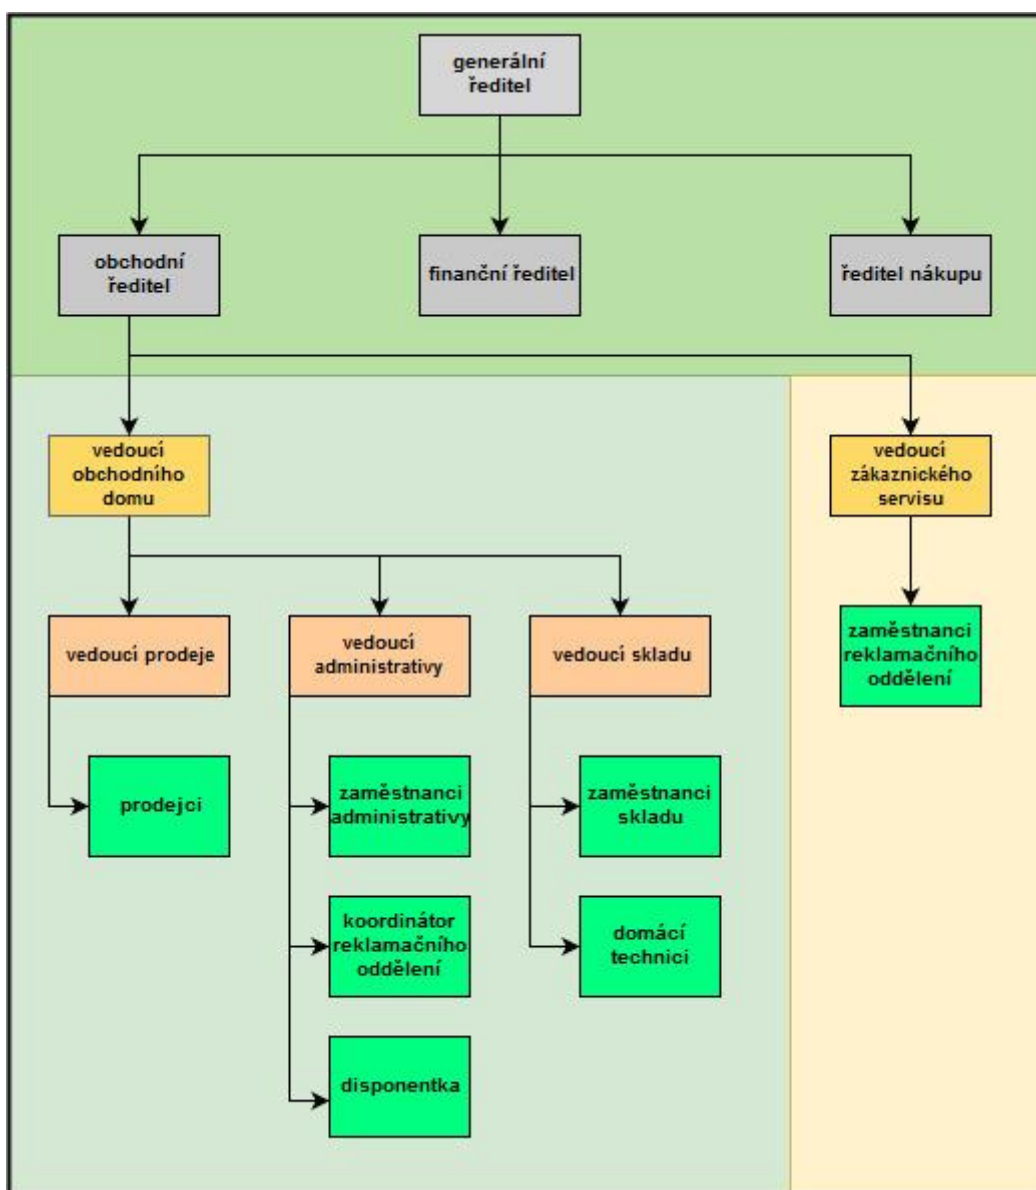 generální
ředitel
obchodní
ředitel
finanční ředitel
ředitel nákupu
vedoucí
obchodního
domu
vedoucí
zákaznického
servisu
vedoucí prodeje
vedoucí
administrativy
vedoucí skladu
zaměstnanci
reklamačního
oddělení
prodejci
zaměstnanci
administrativy
zaměstnanci
skladu
koordinátor
reklamačního
oddělení
domácí
technici
disponentka